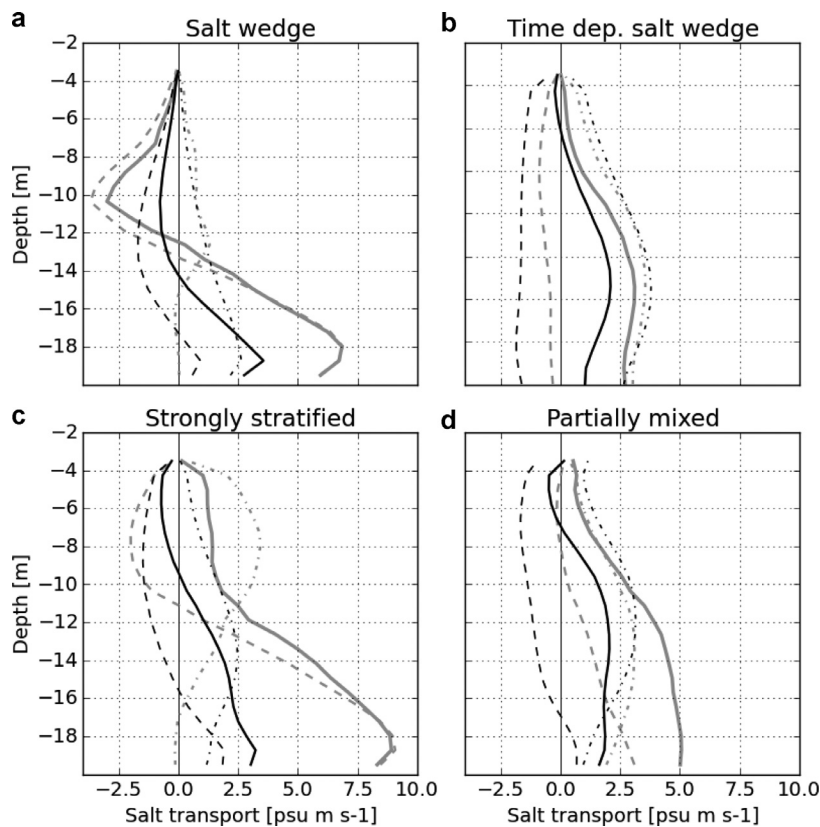 a Salt wedge
b Time dep. salt wedge
−2
−4
−6
−8
−10
−12
−14
−16
−18
Depth [m]
c Strongly stratified
d Partially mixed
−2
−4
−6
−8
−10
−12
−14
−16
−18
Depth [m]
−2.5 0.0 2.5 5.0 7.5 10.0
−2.5 0.0 2.5 5.0 7.5 10.0
Salt transport [psu m s-1]
Salt transport [psu m s-1]